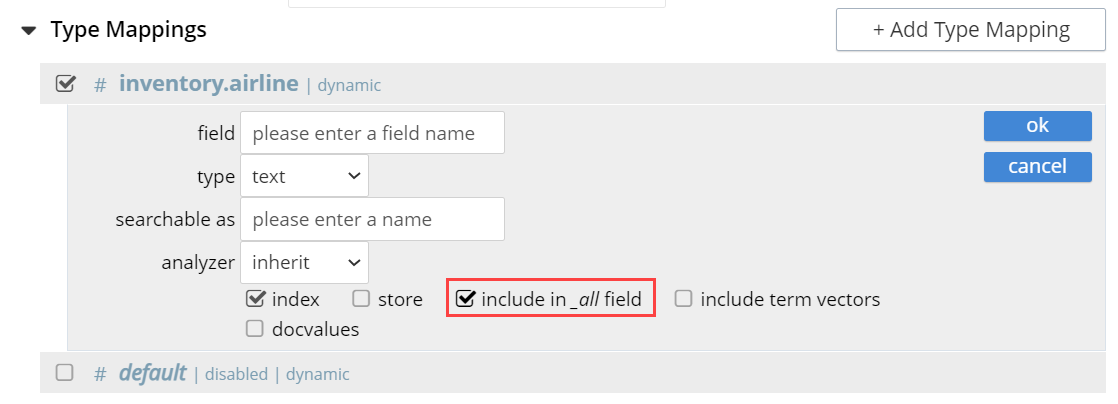 Type Mappings
+ Add Type Mapping
# inventory.airline | dynamic
field please enter a field name
ok
type text
cancel
searchable as please enter a name
analyzer inherit
index store include in _all field include term vectors
docvalues
# default | disabled | dynamic